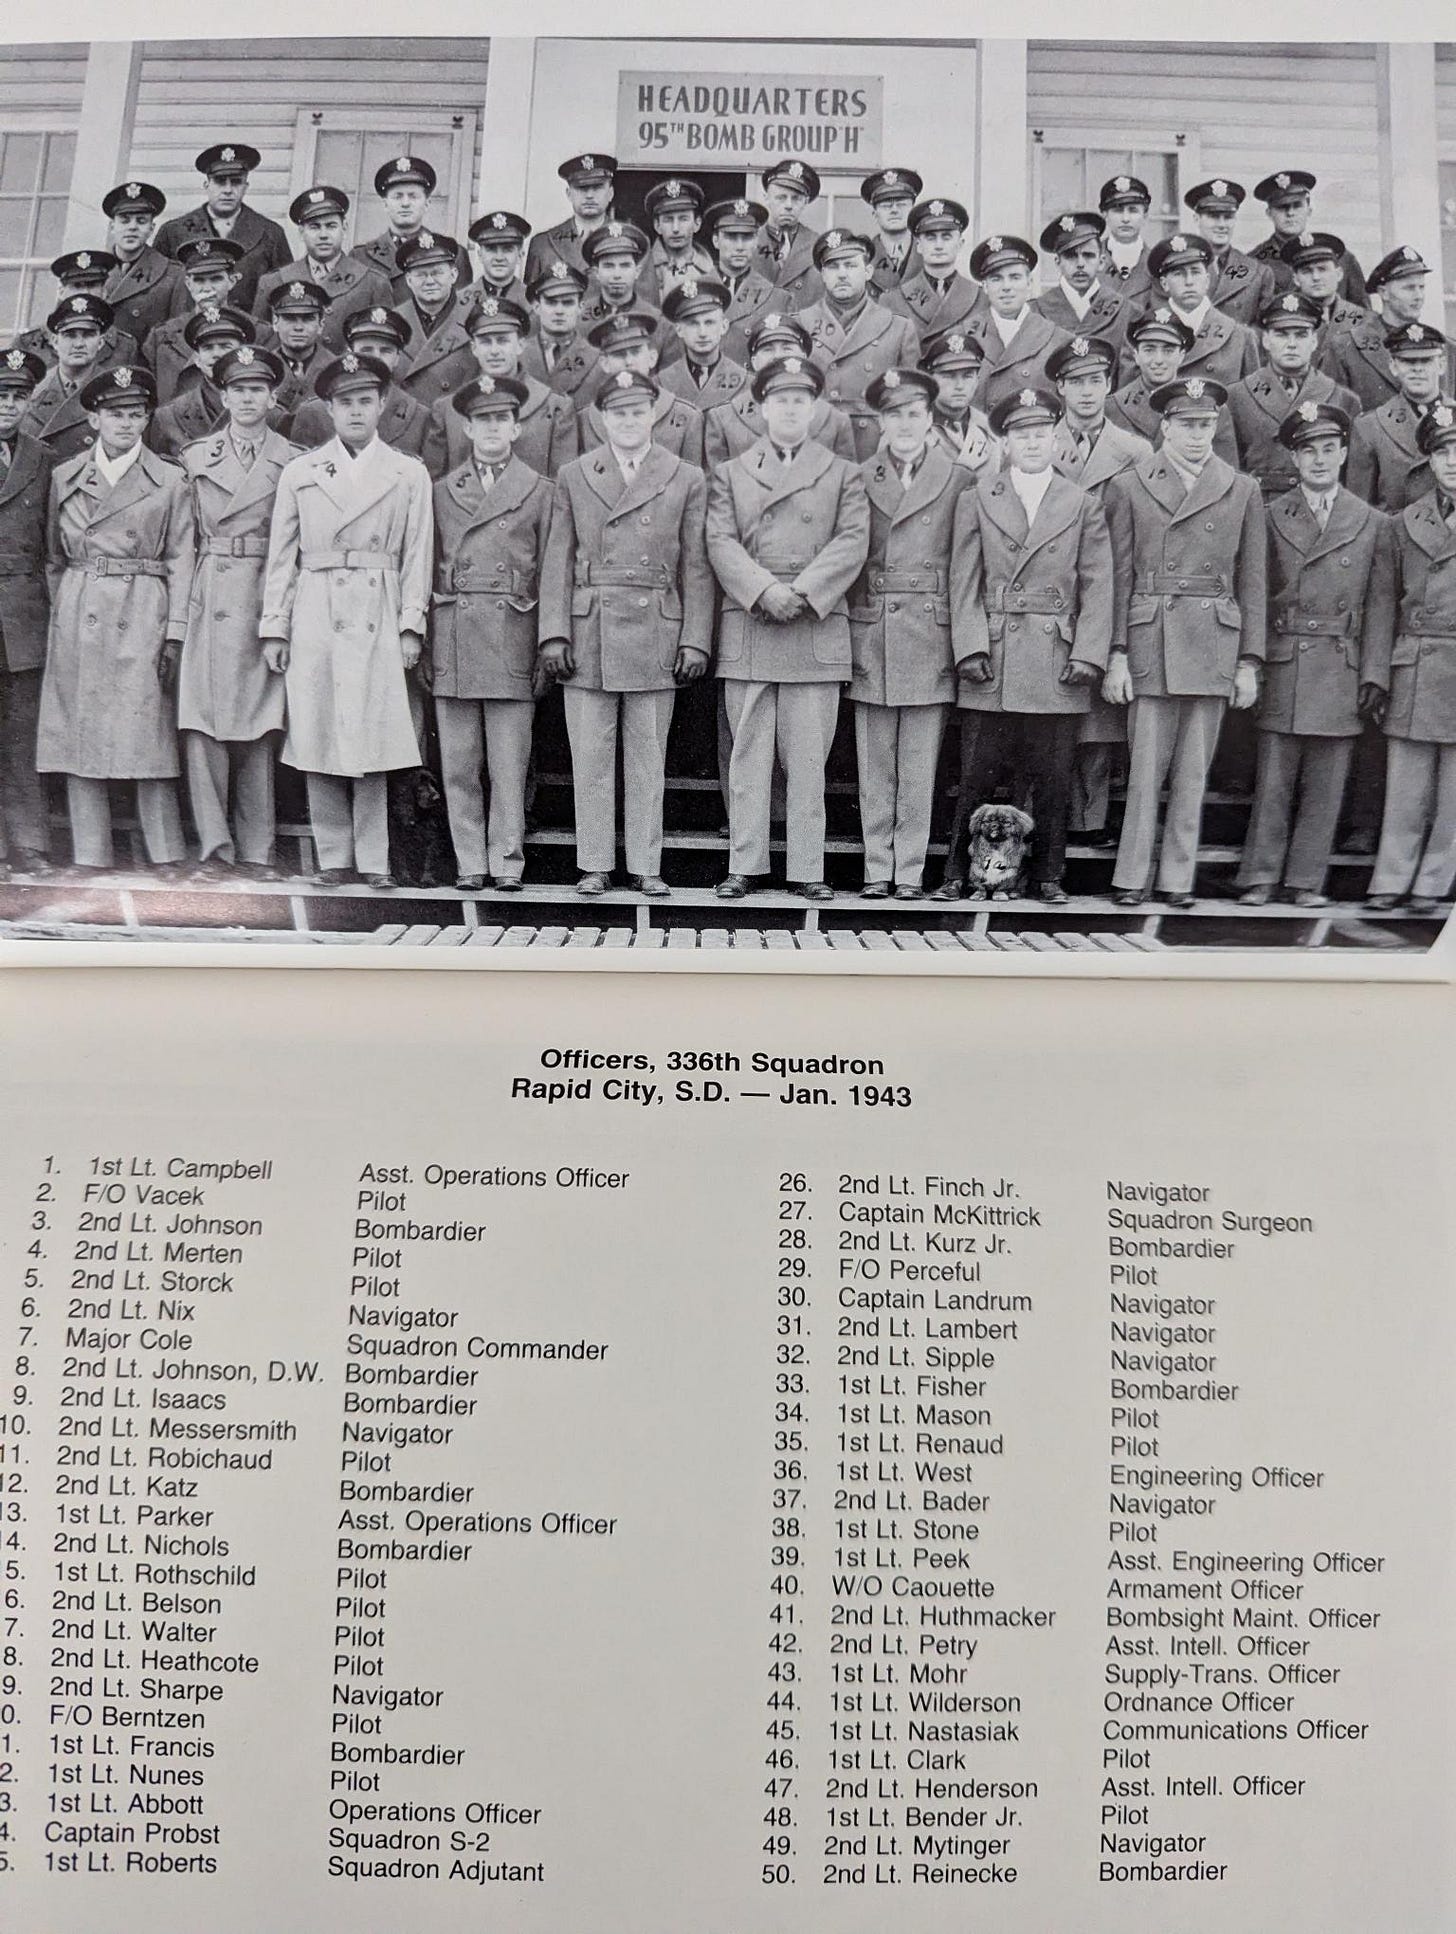 HEADQUARTERS
95TH BOMB GROUP "H"
Officers, 336th Squadron
Rapid City, S.D. — Jan. 1943
1. 1st Lt. Campbell Asst. Operations Officer
2. F/O Vacek Pilot
3. 2nd Lt. Johnson Bombardier
4. 2nd Lt. Merten Pilot
5. 2nd Lt. Storck Pilot
6. 2nd Lt. Nix Navigator
7. Major Cole Squadron Commander
8. 2nd Lt. Johnson, D.W. Bombardier
9. 2nd Lt. Isaacs Bombardier
10. 2nd Lt. Messersmith Navigator
11. 2nd Lt. Robichaud Pilot
12. 2nd Lt. Katz Bombardier
13. 1st Lt. Parker Asst. Operations Officer
14. 2nd Lt. Nichols Bombardier
5. 1st Lt. Rothschild Pilot
6. 2nd Lt. Belson Pilot
7. 2nd Lt. Walter Pilot
8. 2nd Lt. Heathcote Pilot
9. 2nd Lt. Sharpe Navigator
0. F/O Berntzen Pilot
1. 1st Lt. Francis Bombardier
2. 1st Lt. Nunes Pilot
3. 1st Lt. Abbott Operations Officer
4. Captain Probst Squadron S-2
5. 1st Lt. Roberts Squadron Adjutant
26. 2nd Lt. Finch Jr. Navigator
27. Captain McKittrick Squadron Surgeon
28. 2nd Lt. Kurz Jr. Bombardier
29. F/O Perceful Pilot
30. Captain Landrum Navigator
31. 2nd Lt. Lambert Navigator
32. 2nd Lt. Sipple Navigator
33. 1st Lt. Fisher Bombardier
34. 1st Lt. Mason Pilot
35. 1st Lt. Renaud Pilot
36. 1st Lt. West Engineering Officer
37. 2nd Lt. Bader Navigator
38. 1st Lt. Stone Pilot
39. 1st Lt. Peek Asst. Engineering Officer
40. W/O Caouette Armament Officer
41. 2nd Lt. Huthmacker Bombsight Maint. Officer
42. 2nd Lt. Petry Asst. Intell. Officer
43. 1st Lt. Mohr Supply-Trans. Officer
44. 1st Lt. Wilderson Ordnance Officer
45. 1st Lt. Nastasiak Communications Officer
46. 1st Lt. Clark Pilot
47. 2nd Lt. Henderson Asst. Intell. Officer
48. 1st Lt. Bender Jr. Pilot
49. 2nd Lt. Mytinger Navigator
50. 2nd Lt. Reinecke Bombardier